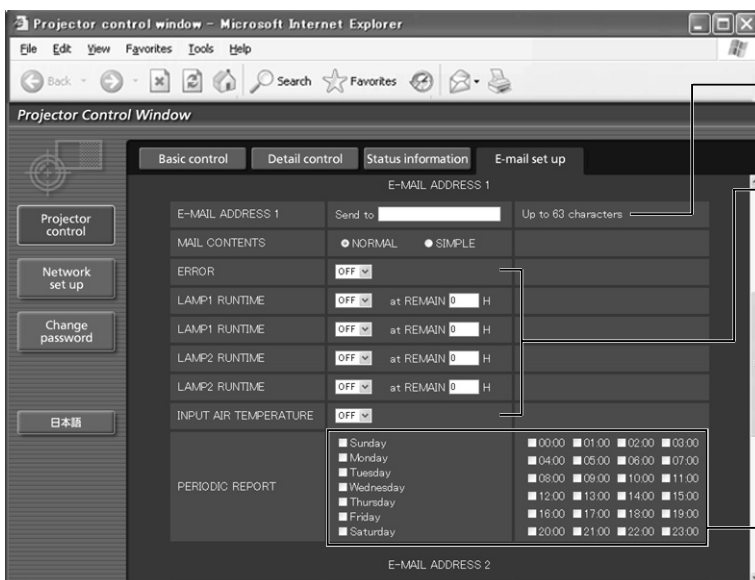 Projector control window - Microsoft Internet Explorer
File Edit View Favorites Tools Help
Back Search Favorites
Projector Control Window
Basic control Detail control Status information E-mail set up
Projector control
Network set up
Change password
日本語
E-MAIL ADDRESS 1
E-MAIL ADDRESS 1 Send to Up to 63 characters
MAIL CONTENTS NORMAL SIMPLE
ERROR OFF
LAMP1 RUNTIME OFF at REMAIN 0 H
LAMP1 RUNTIME OFF at REMAIN 0 H
LAMP2 RUNTIME OFF at REMAIN 0 H
LAMP2 RUNTIME OFF at REMAIN 0 H
INPUT AIR TEMPERATURE OFF
PERIODIC REPORT
Sunday
Monday
Tuesday
Wednesday
Thursday
Friday
Saturday
00:00 01:00 02:00 03:00
04:00 05:00 06:00 07:00
08:00 09:00 10:00 11:00
12:00 13:00 14:00 15:00
16:00 17:00 18:00 19:00
20:00 21:00 22:00 23:00
E-MAIL ADDRESS 2